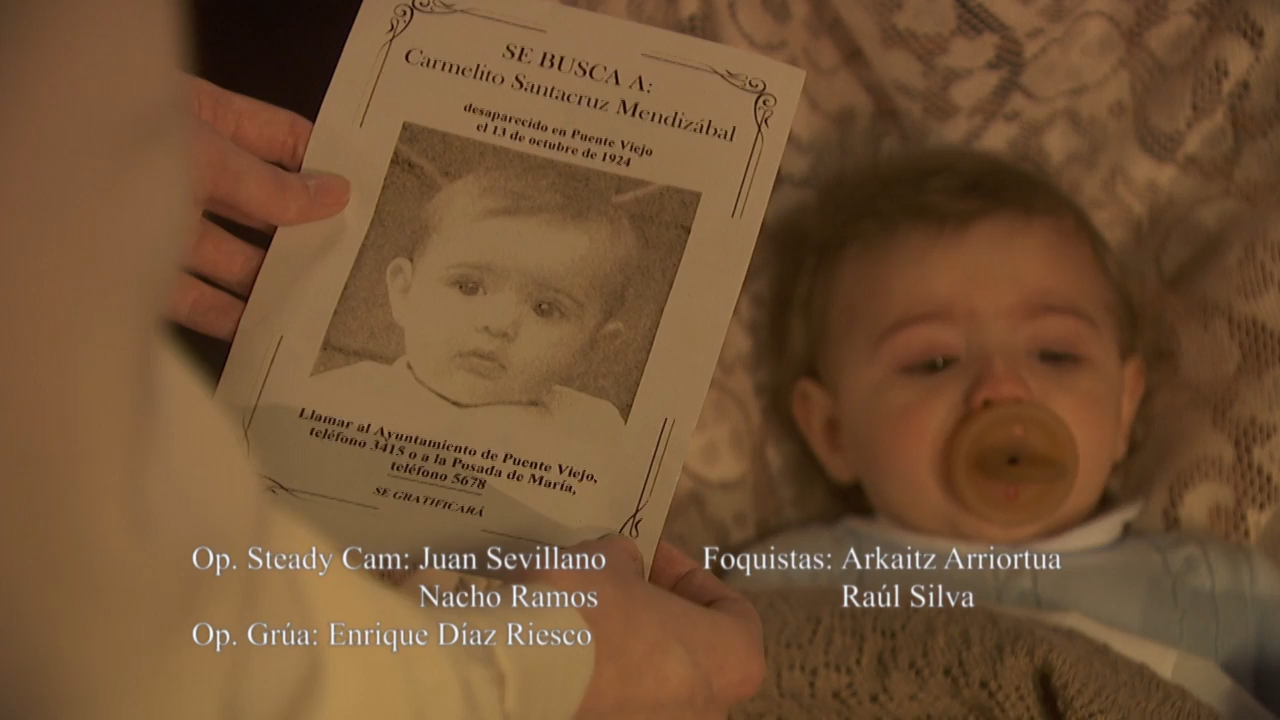 SE BUSCA A:
Carmelito Santacruz Mendizábal
desaparecido en Puente Viejo
el 13 de octubre de 1924
Llamar al Ayuntamiento de Puente Viejo,
teléfono 3415 o a la Posada de María,
teléfono 5678
SE GRATIFICARÁ
Op. Steady Cam: Juan Sevillano
Nacho Ramos
Op. Grúa: Enrique Díaz Riesco
Foquistas: Arkaitz Arriortua
Raúl Silva